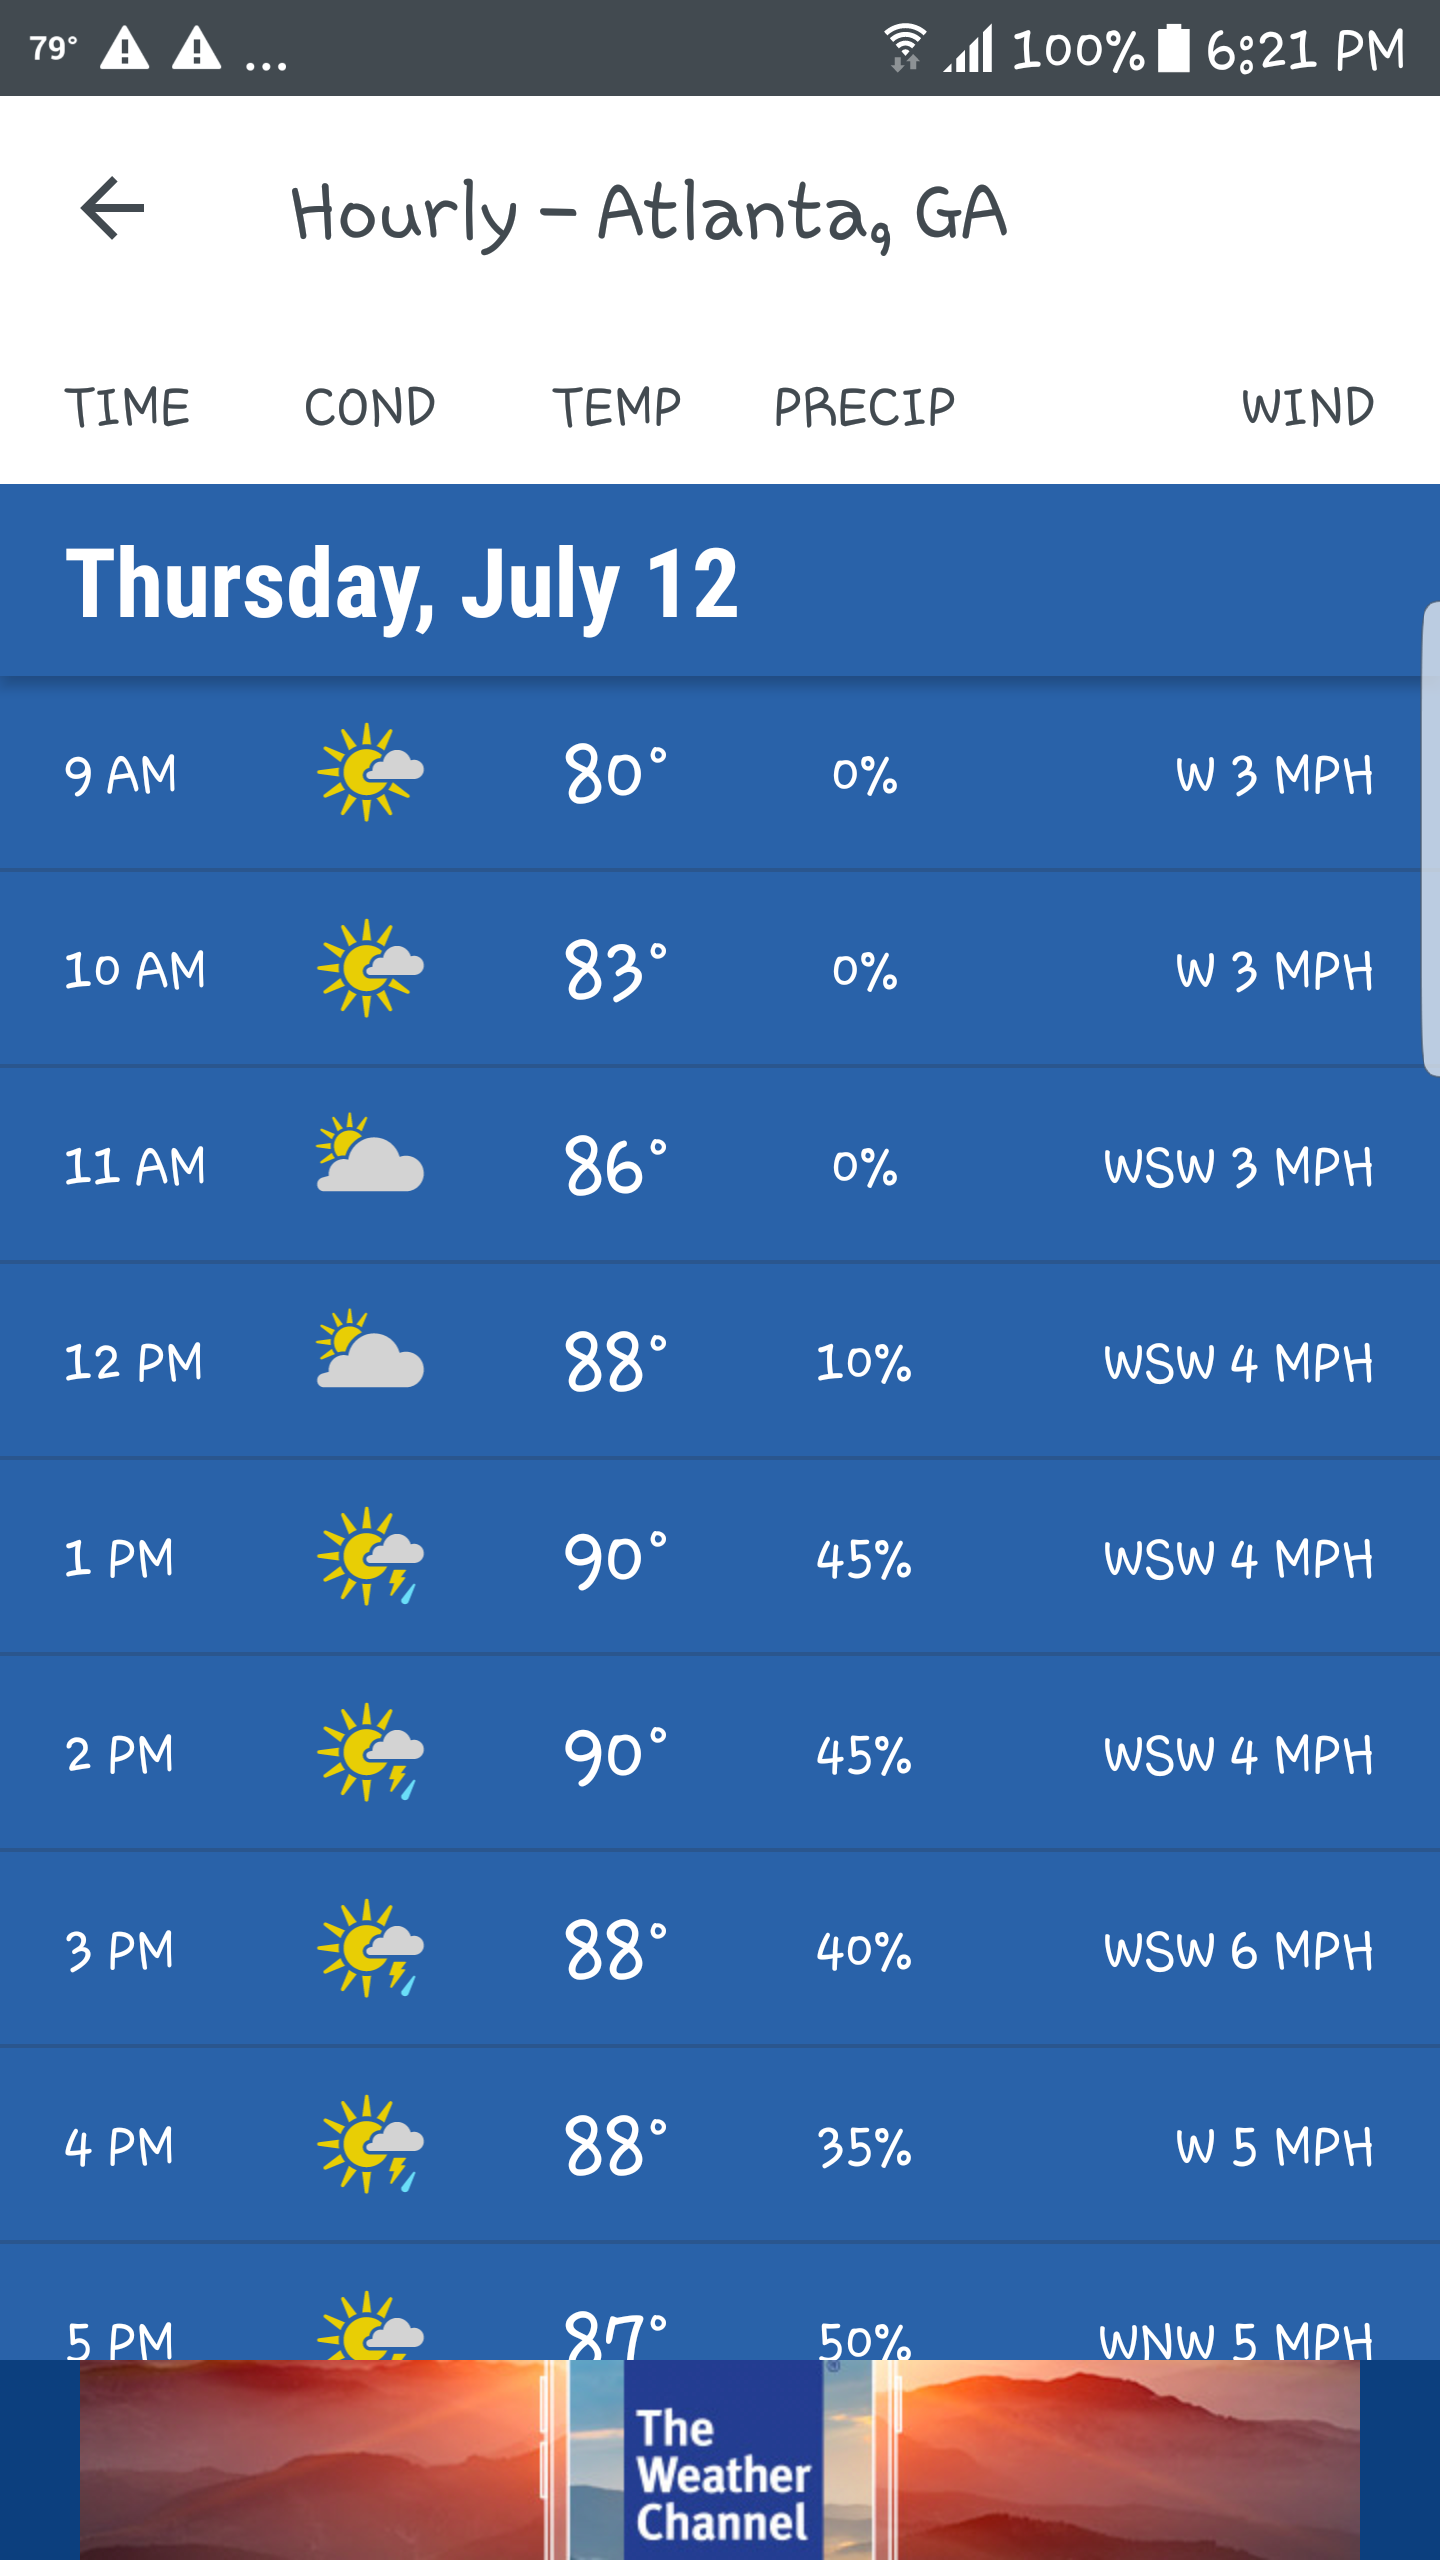 79° ... 100% 6:21 PM
Hourly - Atlanta, GA
TIME COND TEMP PRECIP WIND
Thursday, July 12
9 AM 80° 0% W 3 MPH
10 AM 83° 0% W 3 MPH
11 AM 86° 0% WSW 3 MPH
12 PM 88° 10% WSW 4 MPH
1 PM 90° 45% WSW 4 MPH
2 PM 90° 45% WSW 4 MPH
3 PM 88° 40% WSW 6 MPH
4 PM 88° 35% W 5 MPH
5 PM 87° 50% WNW 5 MPH
The
Weather
Channel